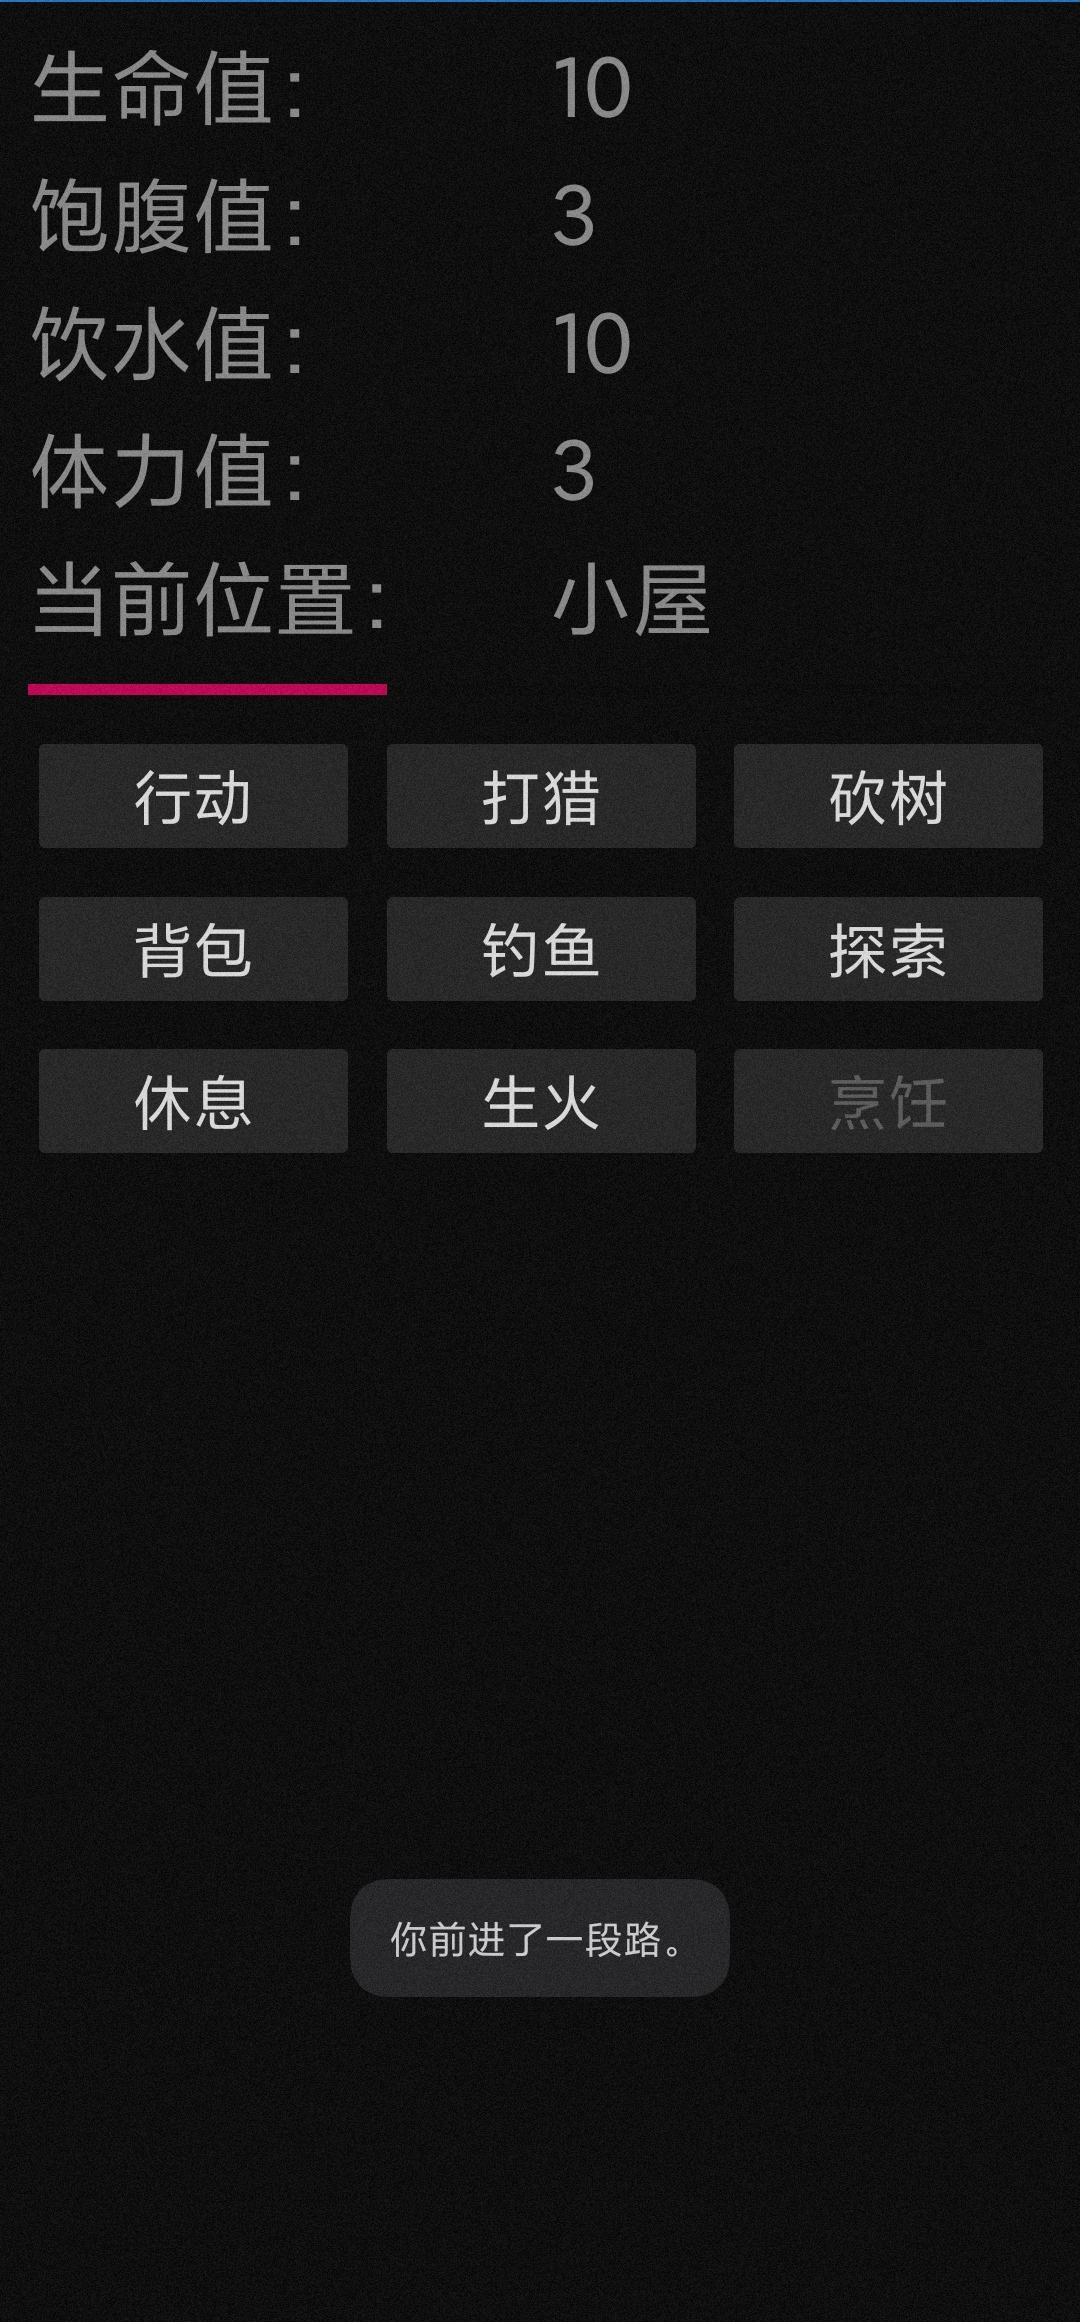 生命值： 10
饱腹值： 3
饮水值： 10
体力值： 3
当前位置： 小屋
行动 打猎 砍树
背包 钓鱼 探索
休息 生火 烹饪
你前进了一段路。